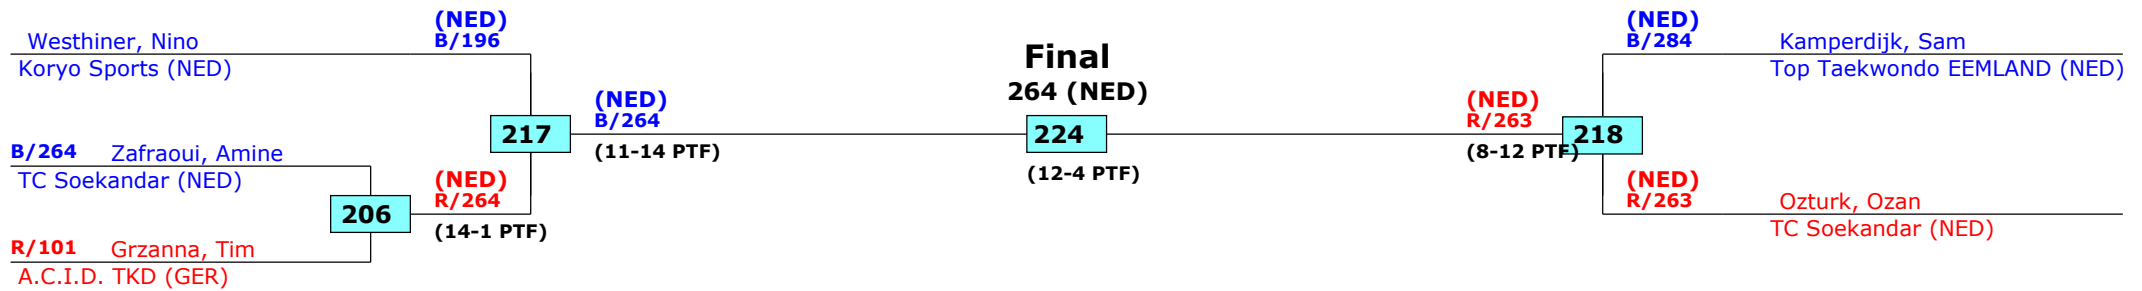 (NED)
B/196
Westhiner, Nino
Koryo Sports (NED)
B/264 Zafraoui, Amine
TC Soekandar (NED)
206
R/101 Grzanna, Tim
A.C.I.D. TKD (GER)
(NED)
R/264
(14-1 PTF)
217
(NED)
B/264
(11-14 PTF)
Final
264 (NED)
224
(12-4 PTF)
(NED)
R/263
(8-12 PTF)
218
(NED)
B/284
Kamperdijk, Sam
Top Taekwondo EEMLAND (NED)
(NED)
R/263
Ozturk, Ozan
TC Soekandar (NED)